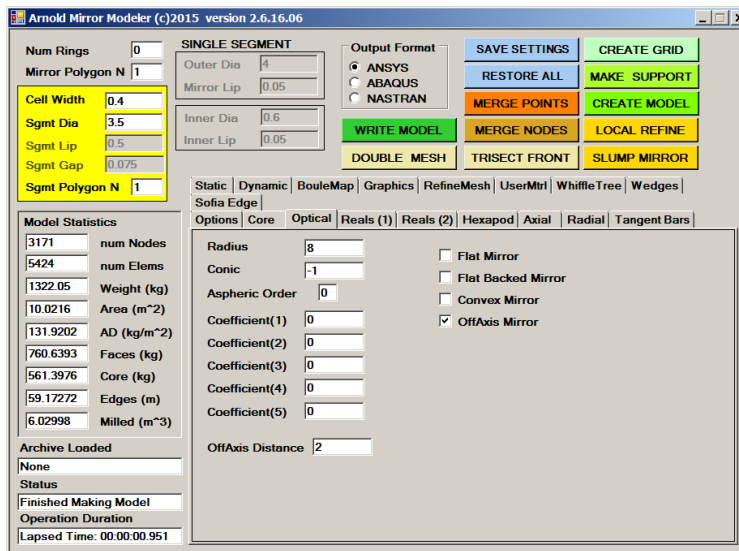 Arnold Mirror Modeler (c)2015 version 2.6.16.06
Num Rings 0
Mirror Polygon N 1
Cell Width 0.4
Sgmt Dia 3.5
Sgmt Lip 0.5
Sgmt Gap 0.075
Sgmt Polygon N 1
SINGLE SEGMENT
Outer Dia 4
Mirror Lip 0.05
Inner Dia 0.6
Inner Lip 0.05
Output Format
ANSYS
ABAQUS
NASTRAN
WRITE MODEL
DOUBLE MESH
SAVE SETTINGS
CREATE GRID
RESTORE ALL
MAKE SUPPORT
MERGE POINTS
CREATE MODEL
MERGE NODES
LOCAL REFINE
TRISECT FRONT
SLUMP MIRROR
Static Dynamic BouleMap Graphics RefineMesh UserMtrl WhiffleTree Wedges
Sofia Edge
Options Core Optical Reals (1) Reals (2) Hexapod Axial Radial Tangent Bars
Model Statistics
3171 num Nodes
5424 num Elems
1322.05 Weight (kg)
10.0216 Area (m^2)
131.9202 AD (kg/m^2)
760.6393 Faces (kg)
561.3976 Core (kg)
59.17272 Edges (m)
6.02998 Milled (m^3)
Archive Loaded
None
Status
Finished Making Model
Operation Duration
Lapsed Time: 00:00:00.951
Radius 8
Conic -1
Aspheric Order 0
Coefficient(1) 0
Coefficient(2) 0
Coefficient(3) 0
Coefficient(4) 0
Coefficient(5) 0
OffAxis Distance 2
Flat Mirror
Flat Backed Mirror
Convex Mirror
OffAxis Mirror